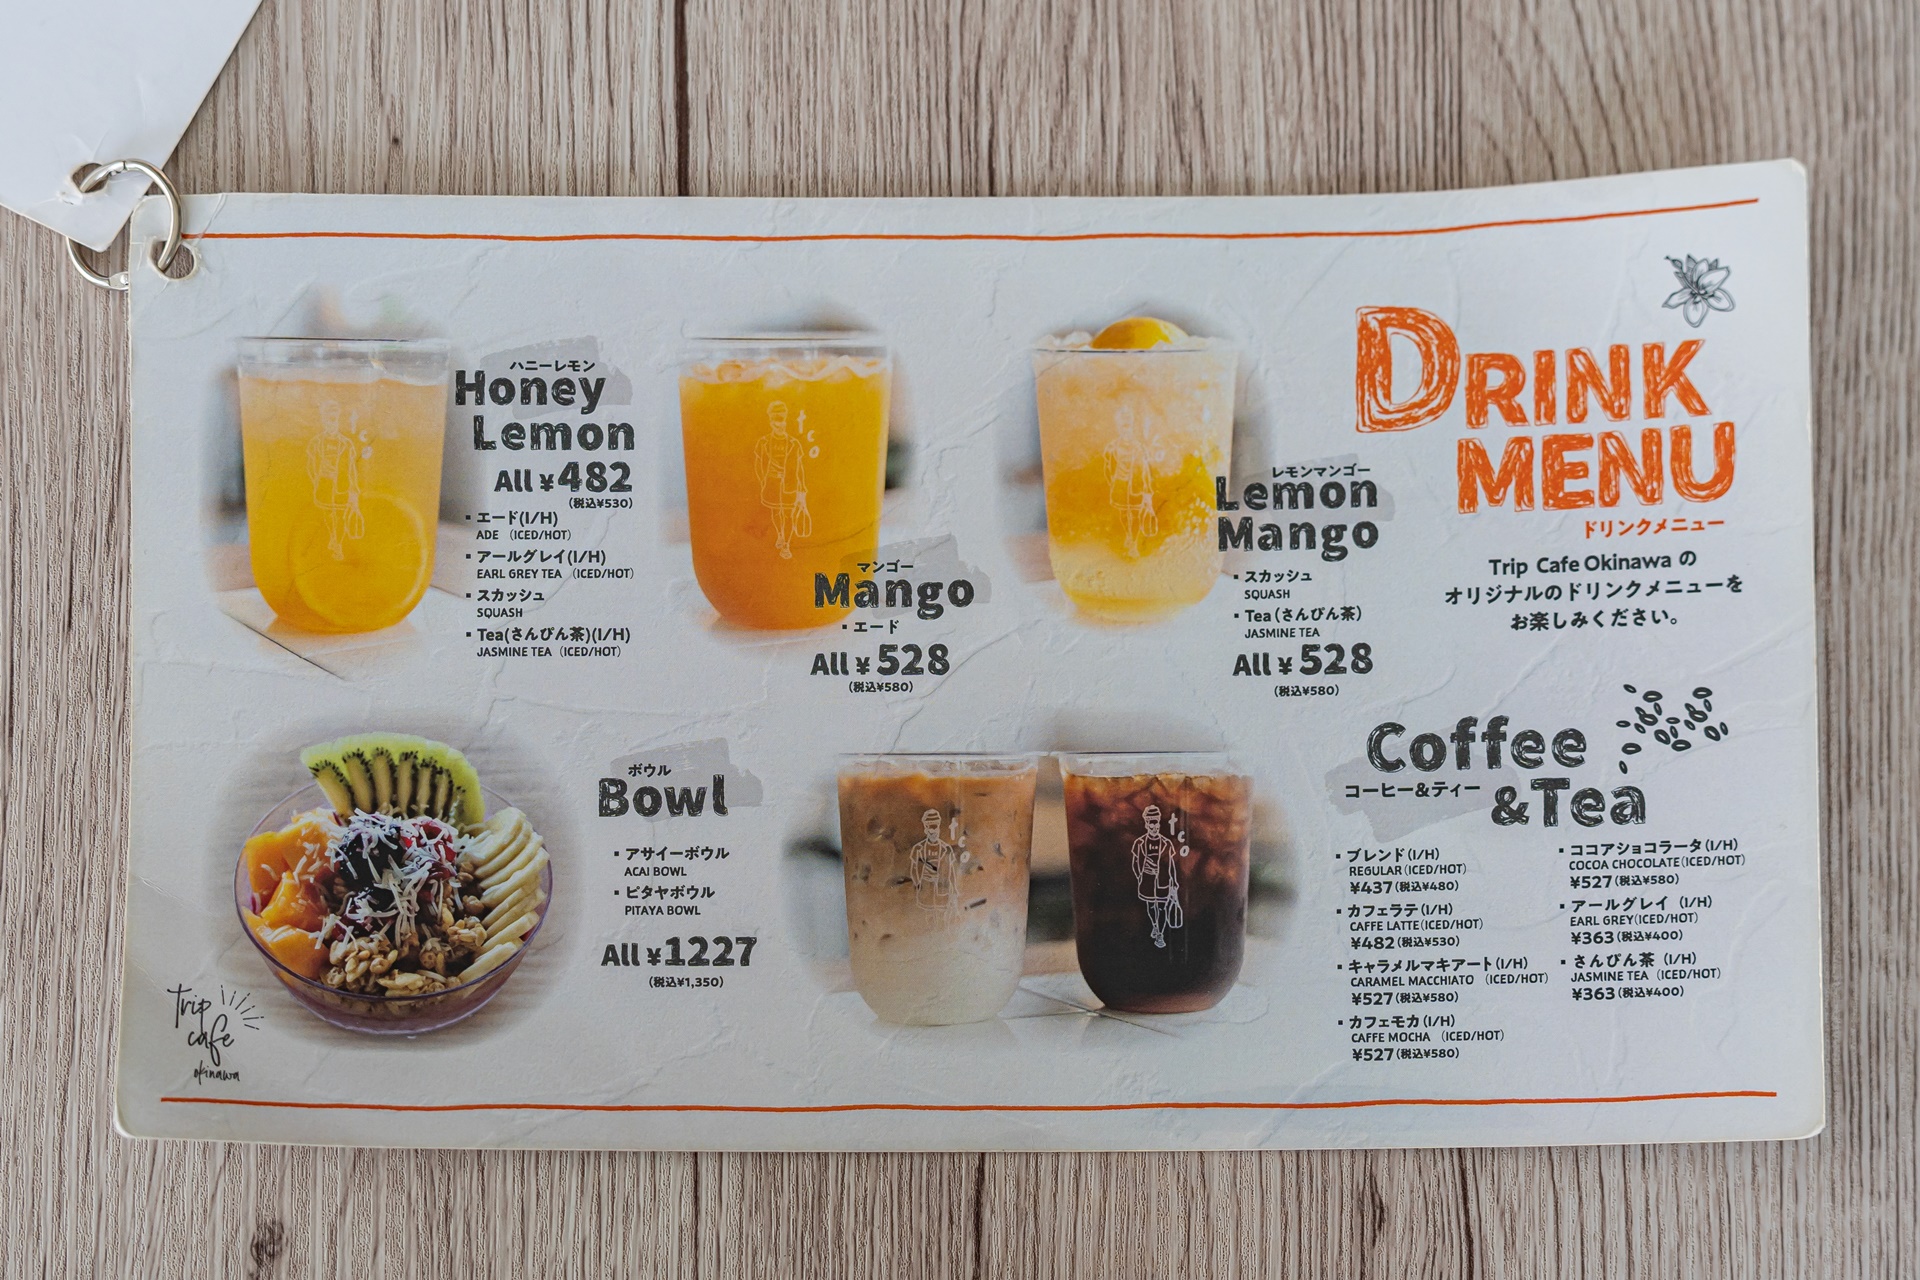 DRINK
MENU
ドリンクメニュー
Trip Cafe Okinawa の
オリジナルのドリンクメニューを
お楽しみください。
ハニーレモン
Honey
Lemon
All ¥482
(税込¥530)
・エード(I/H)
ADE (ICED/HOT)
・アールグレイ(I/H)
EARL GREY TEA (ICED/HOT)
・スカッシュ
SQUASH
・Tea(さんぴん茶)(I/H)
JASMINE TEA (ICED/HOT)
tco
マンゴー
Mango
・エード
All ¥528
(税込¥580)
レモンマンゴー
Lemon
Mango
・スカッシュ
SQUASH
・Tea(さんぴん茶)
JASMINE TEA
All ¥528
(税込¥580)
ボウル
Bowl
・アサイーボウル
ACAI BOWL
・ピタヤボウル
PITAYA BOWL
All ¥1227
(税込¥1,350)
tco
tco
Coffee
&Tea
コーヒー&ティー
・ブレンド(I/H)
REGULAR(ICED/HOT)
¥437(税込¥480)
・カフェラテ(I/H)
CAFFE LATTE(ICED/HOT)
¥482(税込¥530)
・キャラメルマキアート(I/H)
CARAMEL MACCHIATO (ICED/HOT)
¥527(税込¥580)
・カフェモカ(I/H)
CAFFE MOCHA (ICED/HOT)
¥527(税込¥580)
・ココアショコラータ(I/H)
COCOA CHOCOLATE(ICED/HOT)
¥527(税込¥580)
・アールグレイ (I/H)
EARL GREY(ICED/HOT)
¥363(税込¥400)
・さんぴん茶 (I/H)
JASMINE TEA (ICED/HOT)
¥363(税込¥400)
Trip
cafe
okinawa